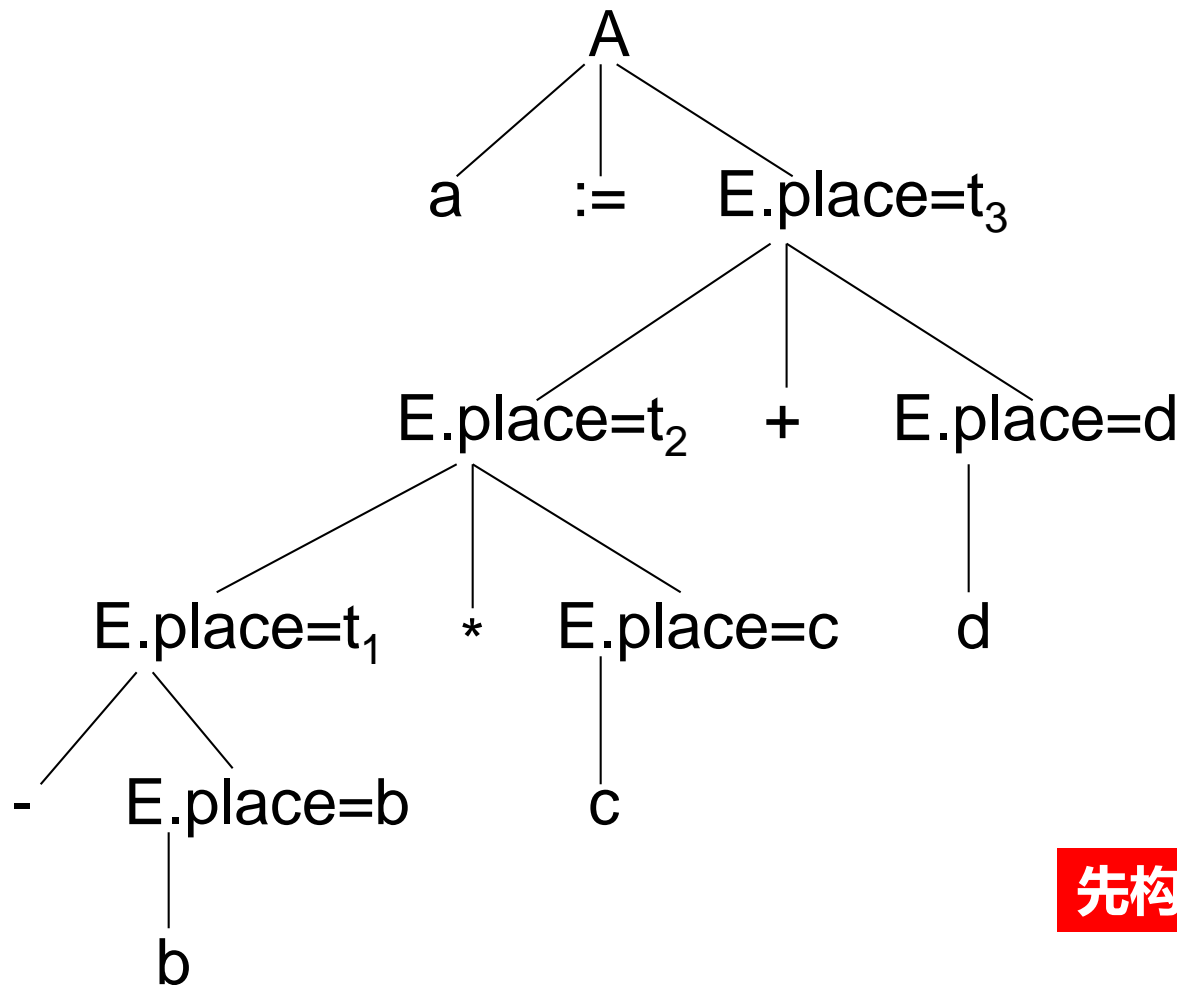 A
a := E.place=t₃
E.place=t₂ + E.place=d
E.place=t₁ * E.place=c d
- E.place=b c
先构
b